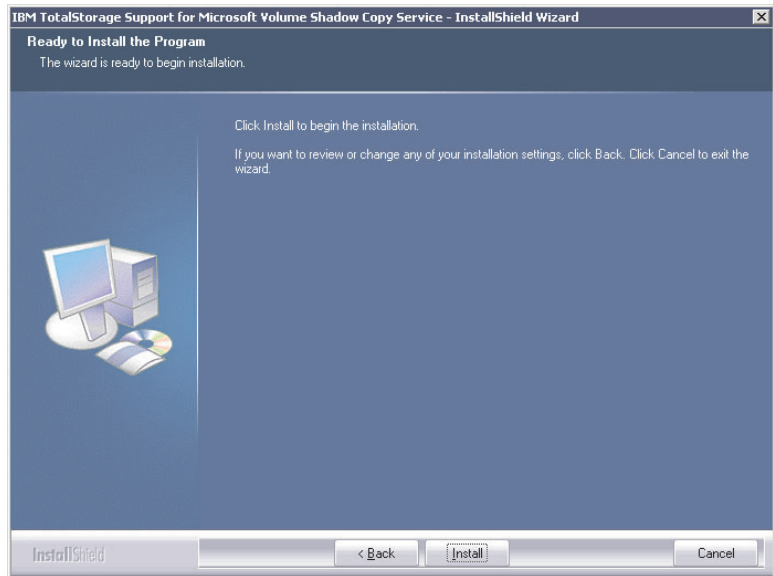 IBM TotalStorage Support for Microsoft Volume Shadow Copy Service - InstallShield Wizard
Ready to Install the Program
The wizard is ready to begin installation.
Click Install to begin the installation.
If you want to review or change any of your installation settings, click Back. Click Cancel to exit the
wizard.
InstallShield
< Back
Install
Cancel